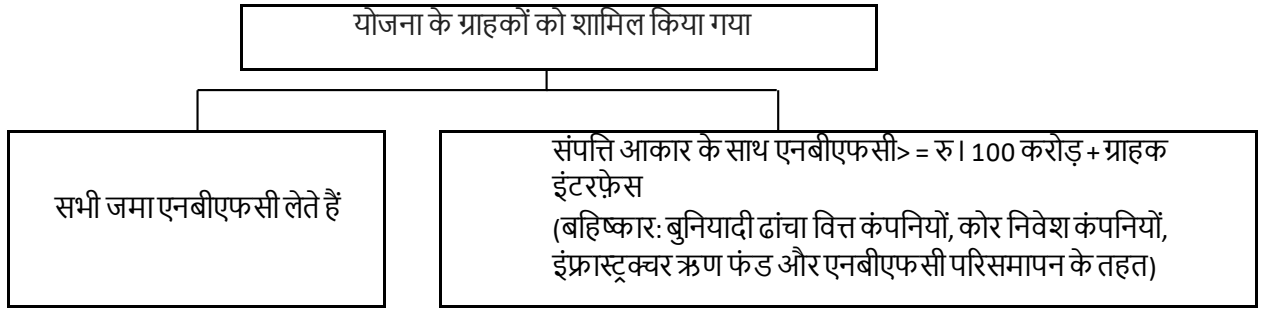 योजना के ग्राहकों को शामिल किया गया
सभी जमा एनबीएफसी लेते हैं
संपत्ति आकार के साथ एनबीएफसी> = रु। 100 करोड़ + ग्राहक
इंटरफ़ेस
(बहिष्कार: बुनियादी ढांचा वित्त कंपनियों, कोर निवेश कंपनियों,
इंफ्रास्ट्रक्चर ऋण फंड और एनबीएफसी परिसमापन के तहत)